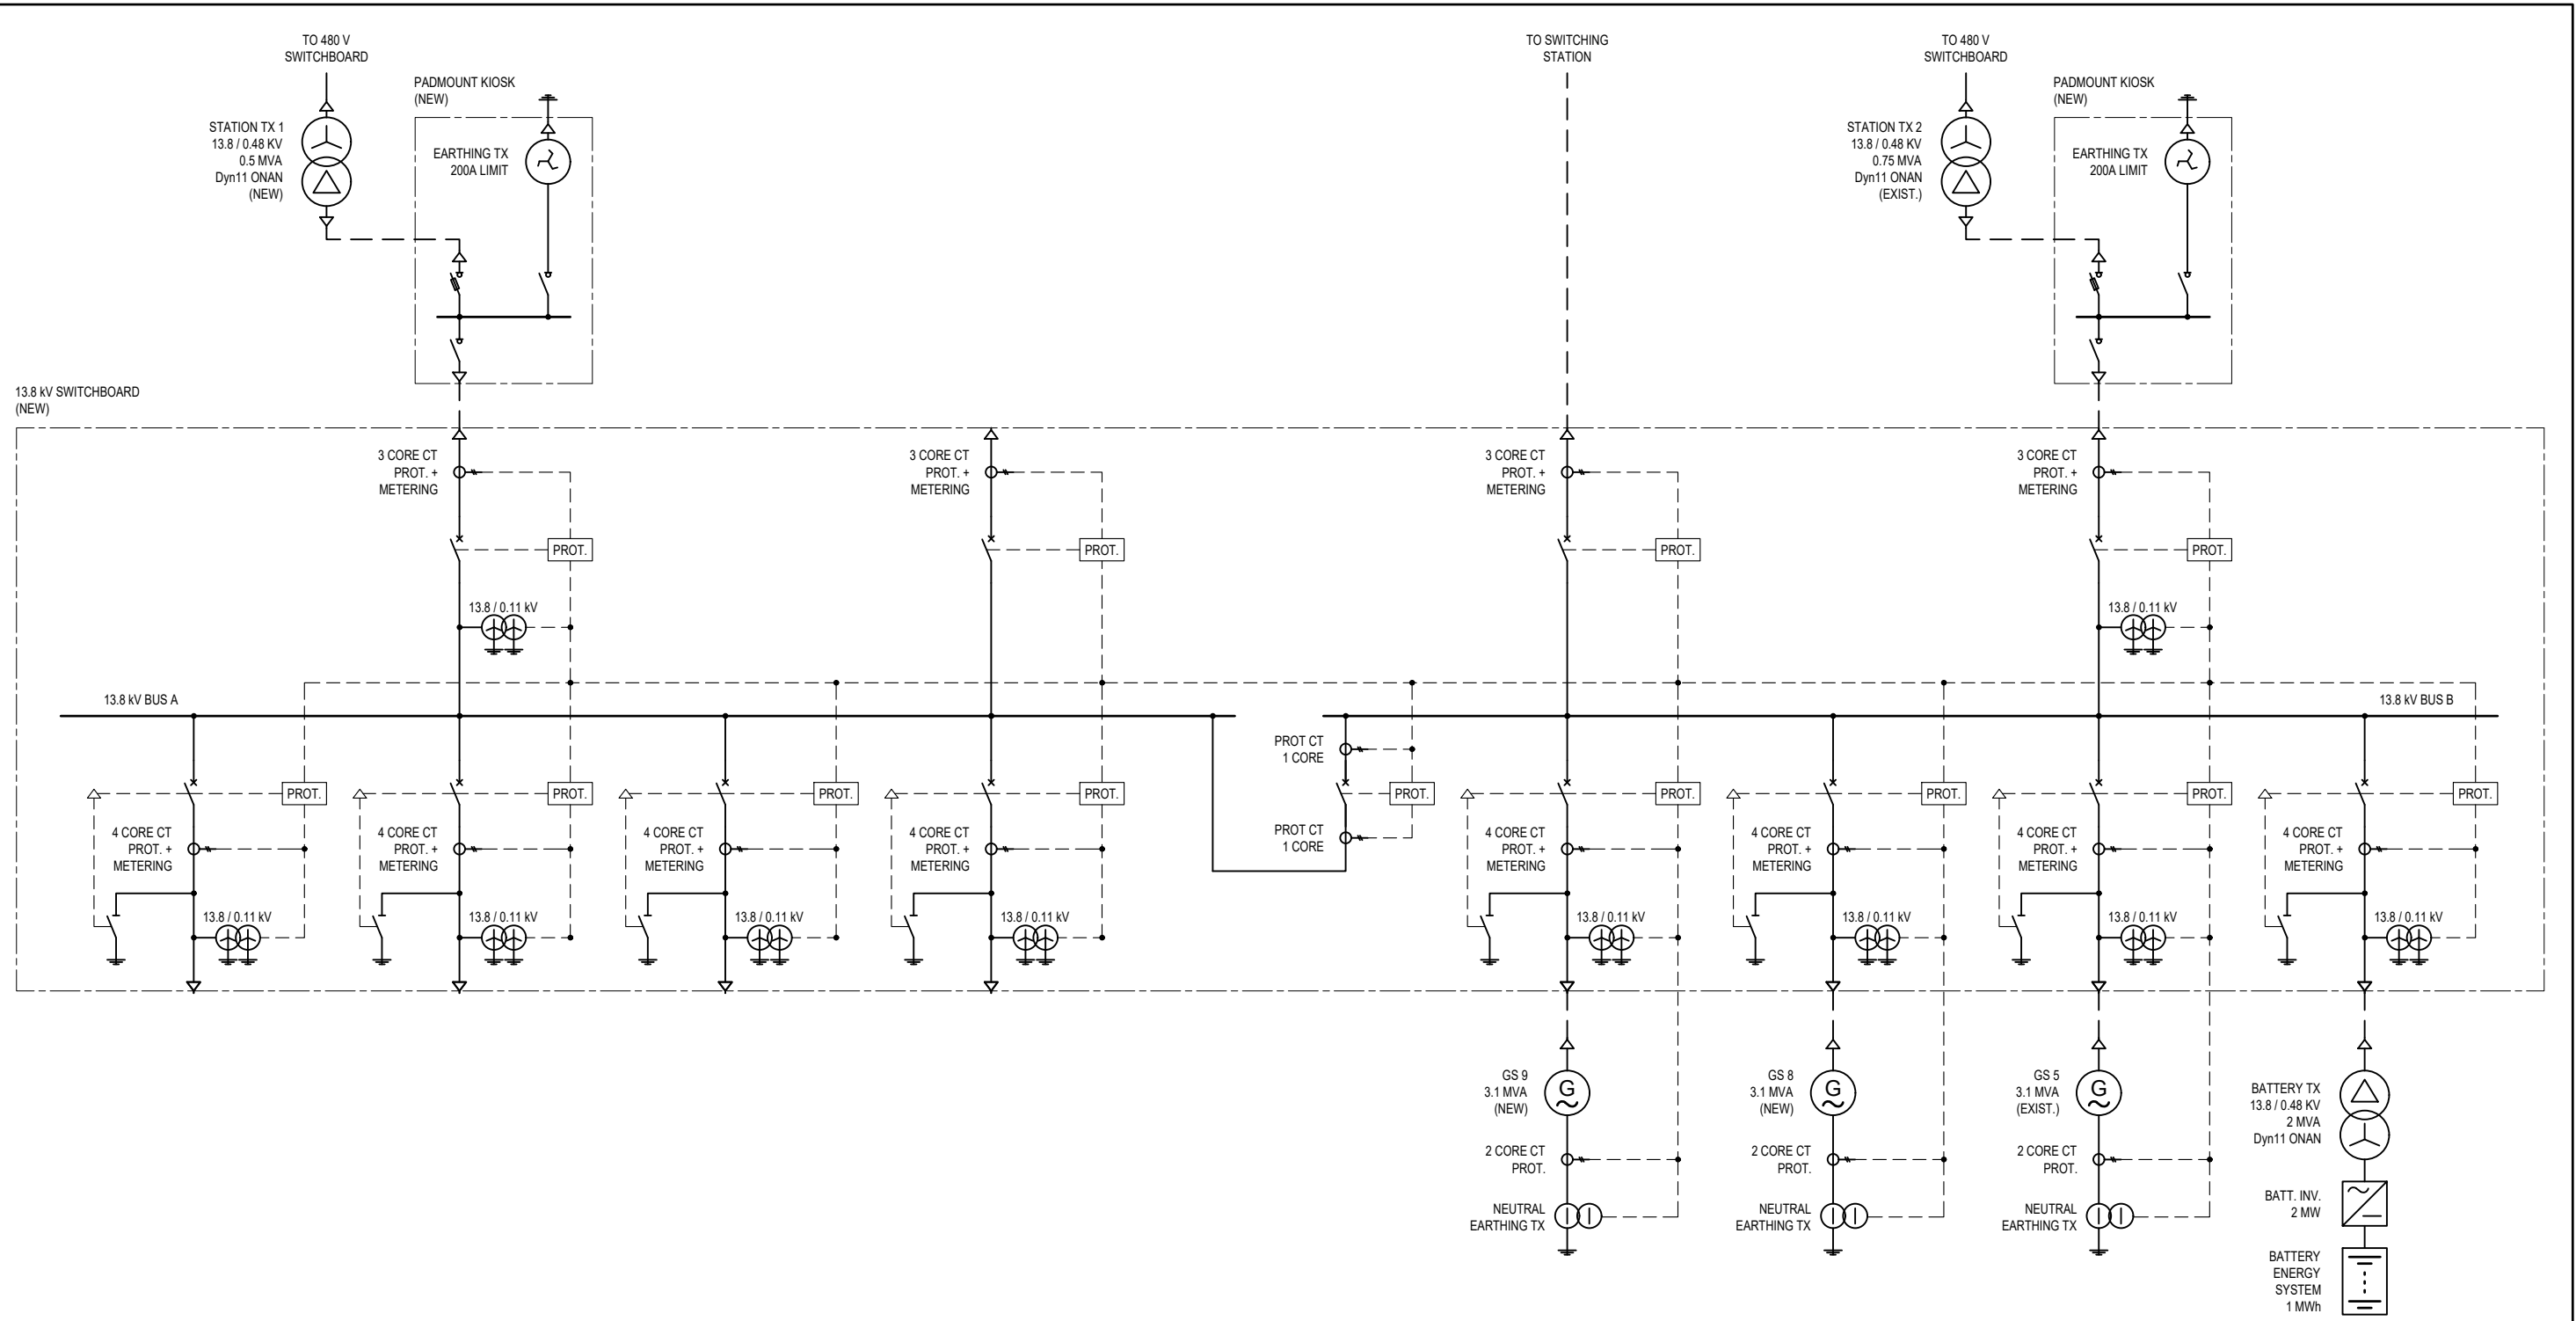 TO 480 V
SWITCHBOARD
PADMOUNT KIOSK
(NEW)
STATION TX 1
13.8 / 0.48 KV
0.5 MVA
Dyn11 ONAN
(NEW)
EARTHING TX
200A LIMIT
TO SWITCHING
STATION
TO 480 V
SWITCHBOARD
PADMOUNT KIOSK
(NEW)
STATION TX 2
13.8 / 0.48 KV
0.75 MVA
Dyn11 ONAN
(EXIST.)
EARTHING TX
200A LIMIT
13.8 kV SWITCHBOARD
(NEW)
3 CORE CT
PROT. +
METERING
3 CORE CT
PROT. +
METERING
3 CORE CT
PROT. +
METERING
3 CORE CT
PROT. +
METERING
PROT.
PROT.
PROT.
PROT.
13.8 / 0.11 kV
13.8 / 0.11 kV
13.8 kV BUS A
13.8 kV BUS B
PROT CT
1 CORE
PROT CT
1 CORE
PROT.
PROT.
PROT.
PROT.
PROT.
PROT.
PROT.
PROT.
PROT.
4 CORE CT
PROT. +
METERING
4 CORE CT
PROT. +
METERING
4 CORE CT
PROT. +
METERING
4 CORE CT
PROT. +
METERING
4 CORE CT
PROT. +
METERING
4 CORE CT
PROT. +
METERING
4 CORE CT
PROT. +
METERING
4 CORE CT
PROT. +
METERING
13.8 / 0.11 kV
13.8 / 0.11 kV
13.8 / 0.11 kV
13.8 / 0.11 kV
13.8 / 0.11 kV
13.8 / 0.11 kV
13.8 / 0.11 kV
13.8 / 0.11 kV
GS 9
3.1 MVA
(NEW)
G
GS 8
3.1 MVA
(NEW)
G
GS 5
3.1 MVA
(EXIST.)
G
BATTERY TX
13.8 / 0.48 KV
2 MVA
Dyn11 ONAN
2 CORE CT
PROT.
2 CORE CT
PROT.
2 CORE CT
PROT.
NEUTRAL
EARTHING TX
NEUTRAL
EARTHING TX
NEUTRAL
EARTHING TX
BATT. INV.
2 MW
BATTERY
ENERGY
SYSTEM
1 MWh